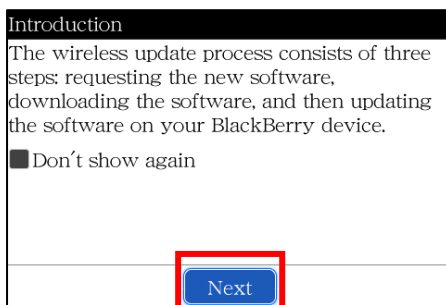 Introduction
The wireless update process consists of three
steps: requesting the new software,
downloading the software, and then updating
the software on your BlackBerry device.
Don't show again
Next